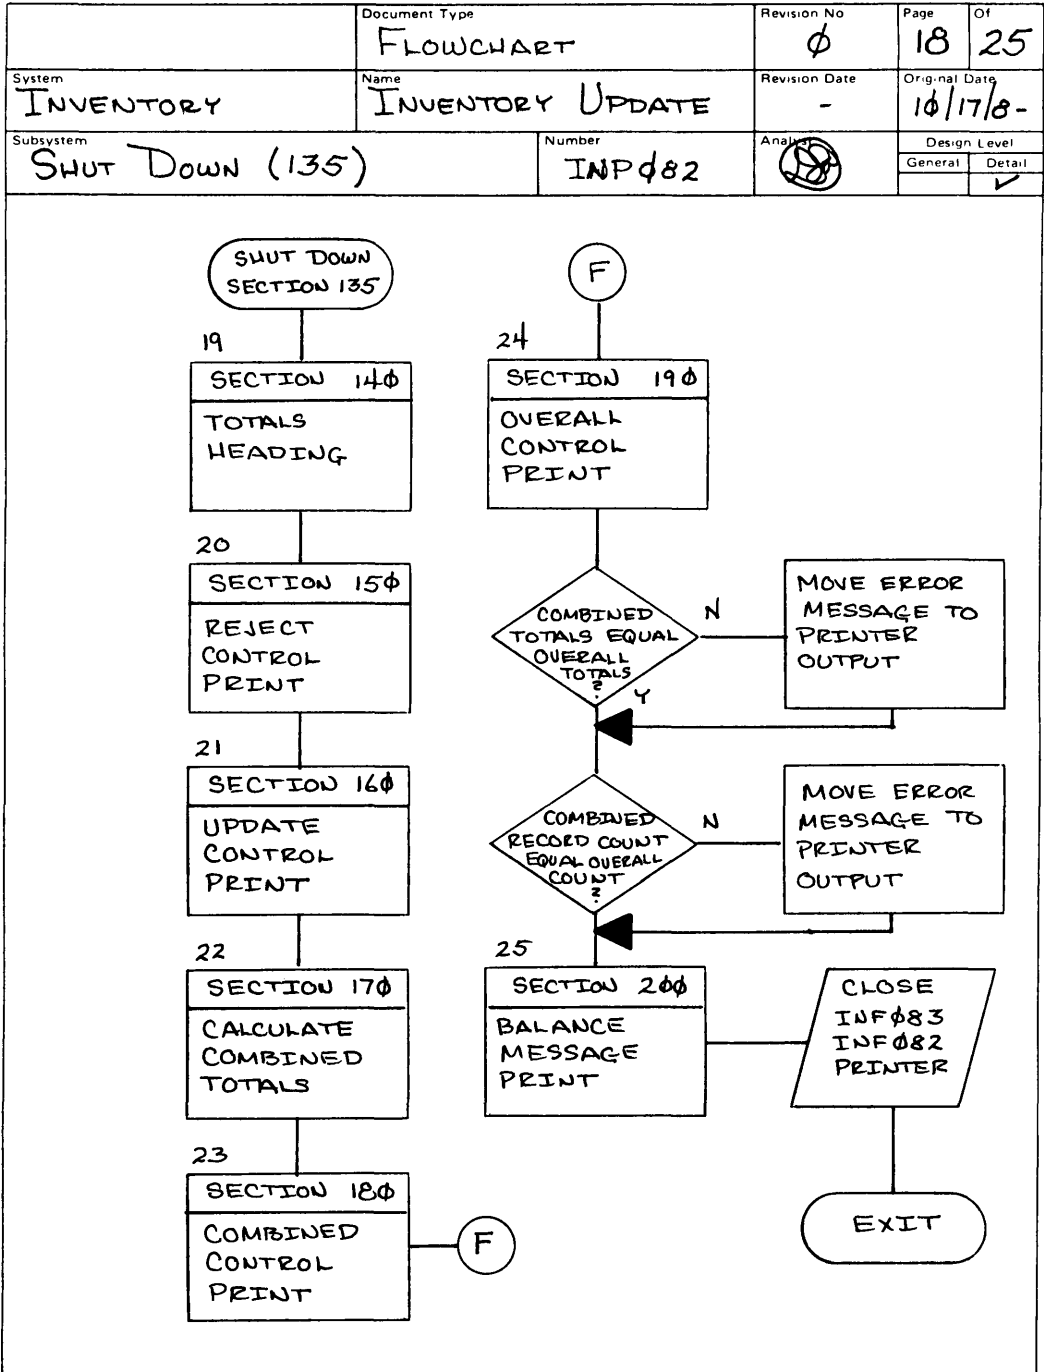 Document Type
FLOWCHART
Revision No
Ø
Page
18
Of
25
System
INVENTORY
Name
INVENTORY UPDATE
Revision Date
-
Original Date
1Ø/17/8-
Subsystem
SHUT DOWN (135)
Number
INPØ82
Analyst
Design Level
General
Detail
✓
SHUT DOWN
SECTION 135
19
SECTION 14Ø
TOTALS
HEADING
20
SECTION 15Ø
REJECT
CONTROL
PRINT
21
SECTION 16Ø
UPDATE
CONTROL
PRINT
22
SECTION 17Ø
CALCULATE
COMBINED
TOTALS
23
SECTION 18Ø
COMBINED
CONTROL
PRINT
F
F
24
SECTION 19Ø
OVERALL
CONTROL
PRINT
COMBINED
TOTALS EQUAL
OVERALL
TOTALS
?
N
Y
MOVE ERROR
MESSAGE TO
PRINTER
OUTPUT
COMBINED
RECORD COUNT
EQUAL OVERALL
COUNT
?
N
MOVE ERROR
MESSAGE TO
PRINTER
OUTPUT
25
SECTION 2ØØ
BALANCE
MESSAGE
PRINT
CLOSE
INFØ83
INFØ82
PRINTER
EXIT